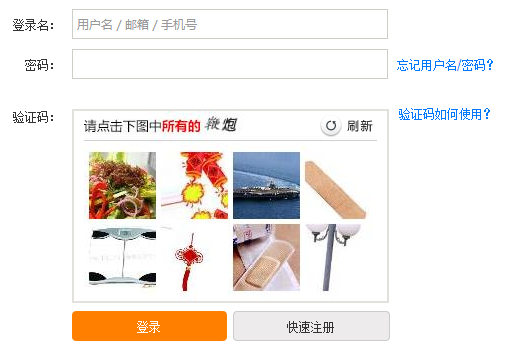 登录名：
用户名 / 邮箱 / 手机号
密码：
忘记用户名/密码？
验证码：
请点击下图中所有的 鞭炮
刷新
验证码如何使用？
登录
快速注册